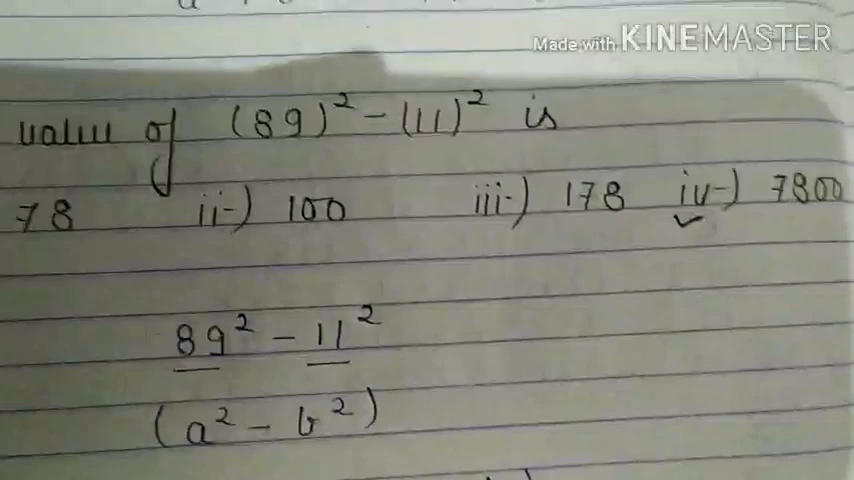 Made with KINEMASTER
value of (89)² - (11)² is
78 ii-) 100 iii-) 178 iv-) 7800
89² - 11²
(a² - b²)